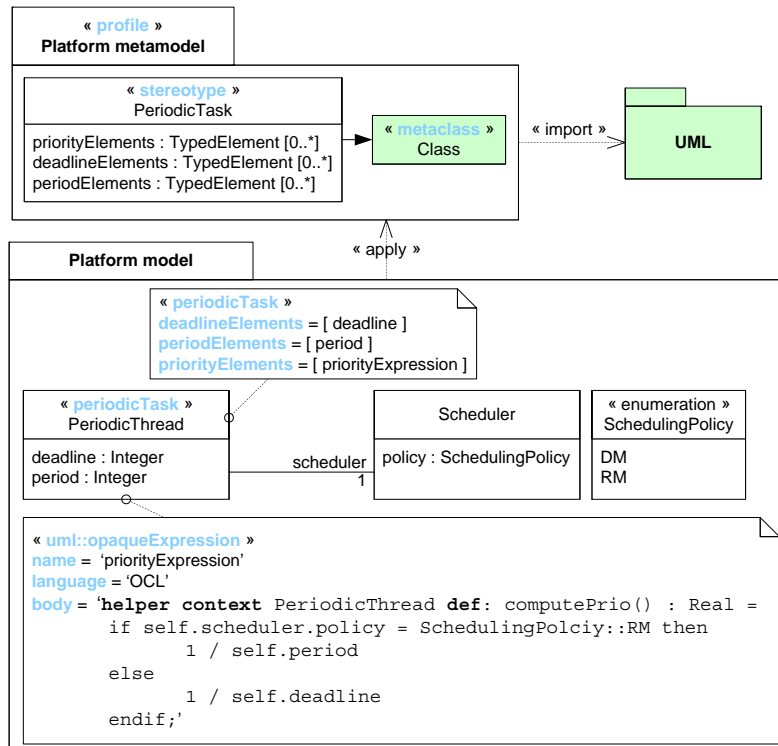 « profile »
Platform metamodel
« stereotype »
PeriodicTask
priorityElements : TypedElement [0..*]
deadlineElements : TypedElement [0..*]
periodElements : TypedElement [0..*]
« metaclass »
Class
« import »
UML
« apply »
Platform model
« periodicTask »
deadlineElements = [ deadline ]
periodElements = [ period ]
priorityElements = [ priorityExpression ]
« periodicTask »
PeriodicThread
deadline : Integer
period : Integer
scheduler
1
Scheduler
policy : SchedulingPolicy
« enumeration »
SchedulingPolicy
DM
RM
« uml::opaqueExpression »
name = ‘priorityExpression’
language = ‘OCL’
body = ‘helper context PeriodicThread def: computePrio() : Real =
if self.scheduler.policy = SchedulingPolciy::RM then
1 / self.period
else
1 / self.deadline
endif;’